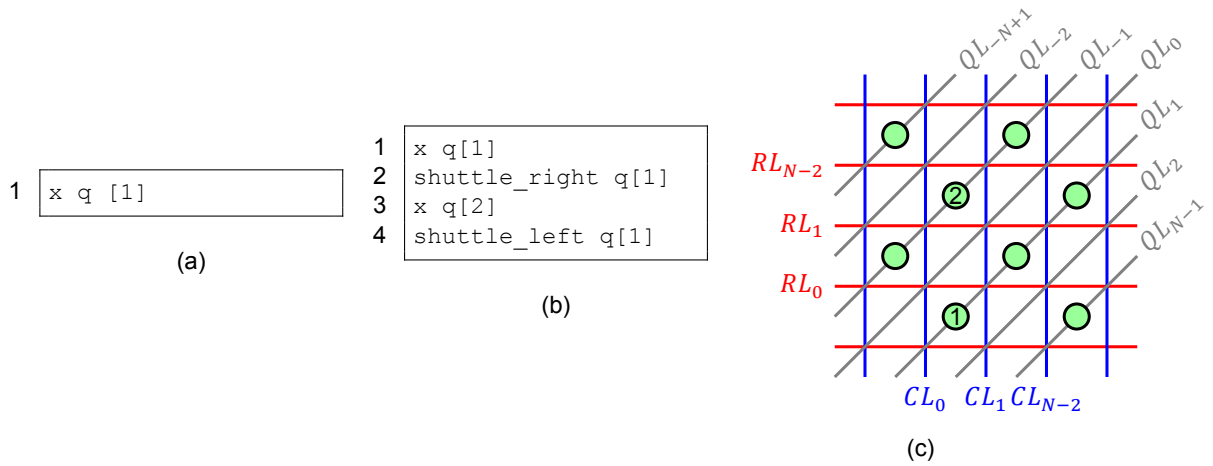 1 x q [1]
(a)
1 x q[1]
2 shuttle_right q[1]
3 x q[2]
4 shuttle_left q[1]
(b)
QL_{-N+1}
QL_{-2}
QL_{-1}
QL_0
QL_1
QL_2
QL_{N-1}
RL_{N-2}
RL_1
RL_0
2
1
CL_0 CL_1 CL_{N-2}
(c)